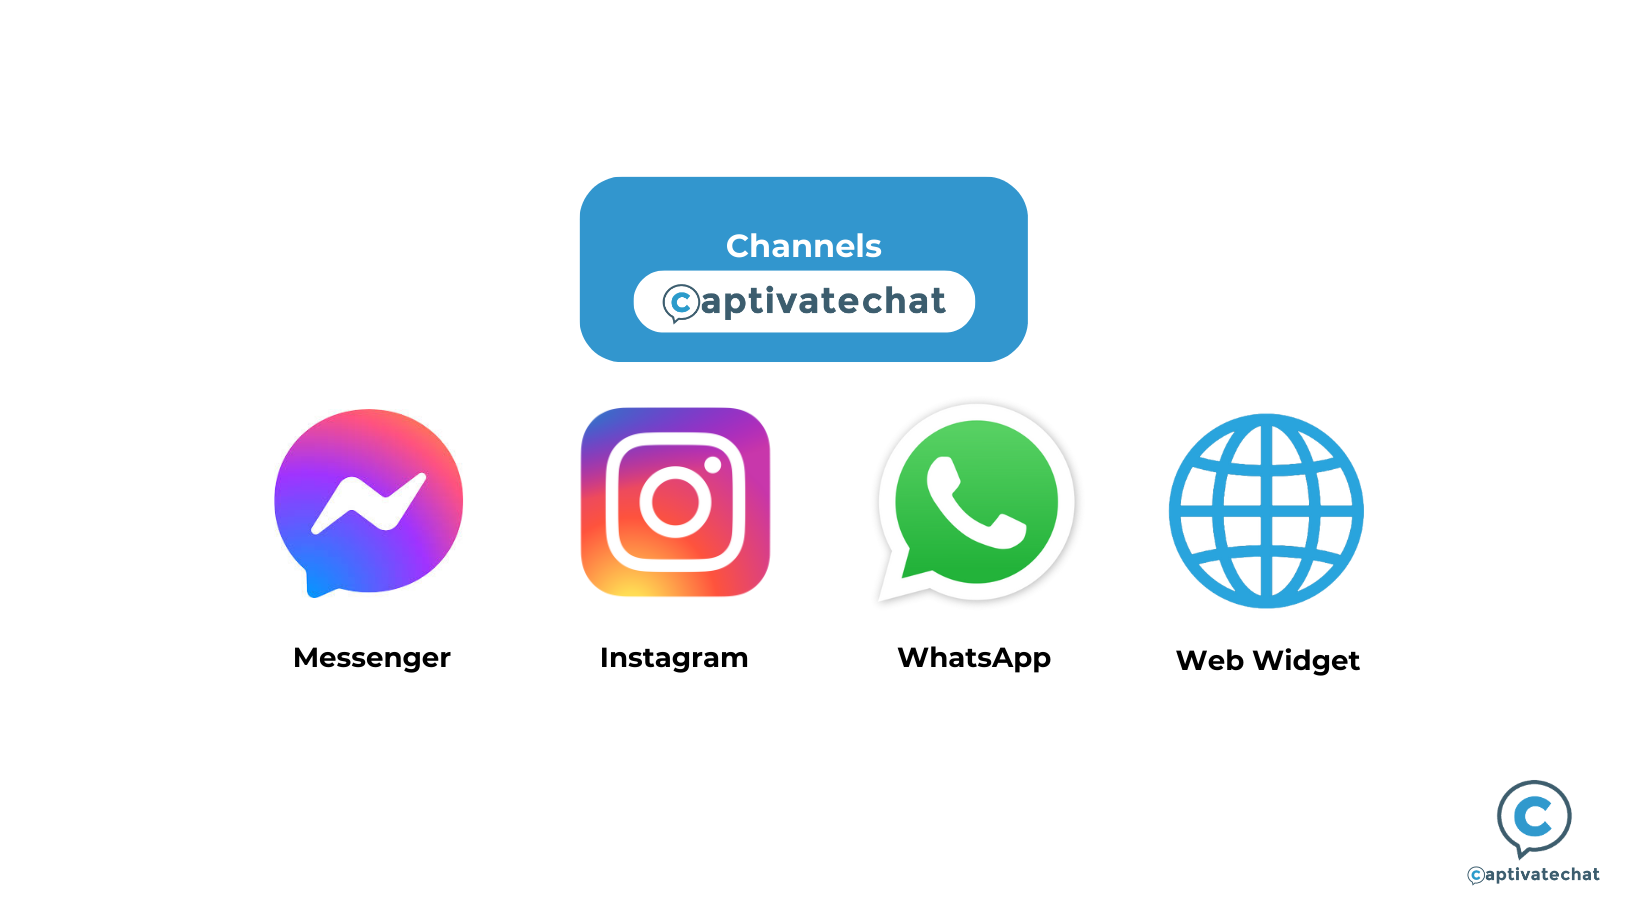 Channels
captivatechat
Messenger
Instagram
WhatsApp
Web Widget
C
captivatechat